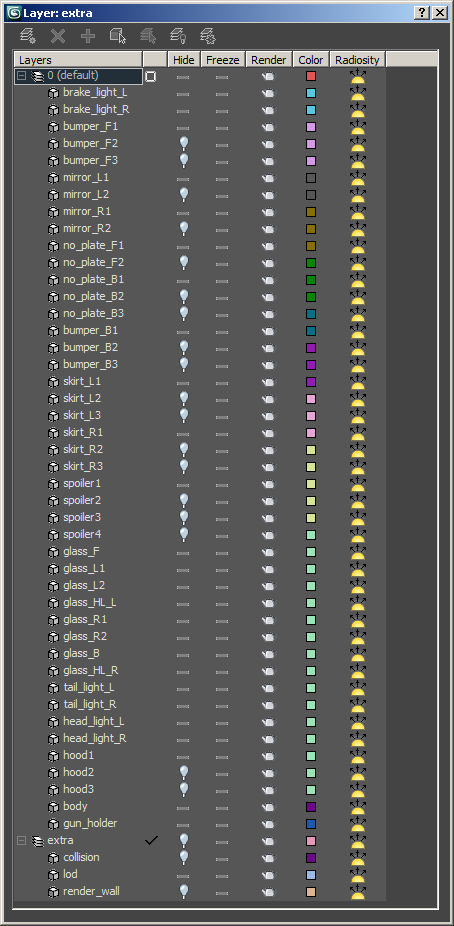 Layer: extra
Layers Hide Freeze Render Color Radiosity
0 (default)
brake_light_L
brake_light_R
bumper_F1
bumper_F2
bumper_F3
mirror_L1
mirror_L2
mirror_R1
mirror_R2
no_plate_F1
no_plate_F2
no_plate_B1
no_plate_B2
no_plate_B3
bumper_B1
bumper_B2
bumper_B3
skirt_L1
skirt_L2
skirt_L3
skirt_R1
skirt_R2
skirt_R3
spoiler1
spoiler2
spoiler3
spoiler4
glass_F
glass_L1
glass_L2
glass_HL_L
glass_R1
glass_R2
glass_B
glass_HL_R
tail_light_L
tail_light_R
head_light_L
head_light_R
hood1
hood2
hood3
body
gun_holder
extra
collision
lod
render_wall